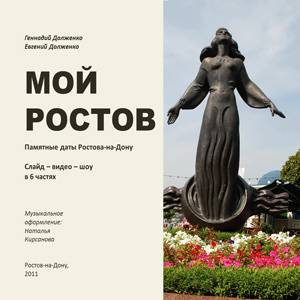 Геннадий Долженко
Евгений Долженко
МОЙ
РОСТОВ
Памятные даты Ростова-на-Дону
Слайд – видео – шоу
в 6 частях
Музыкальное
оформление:
Наталья
Кирсанова
Ростов-на-Дону,
2011